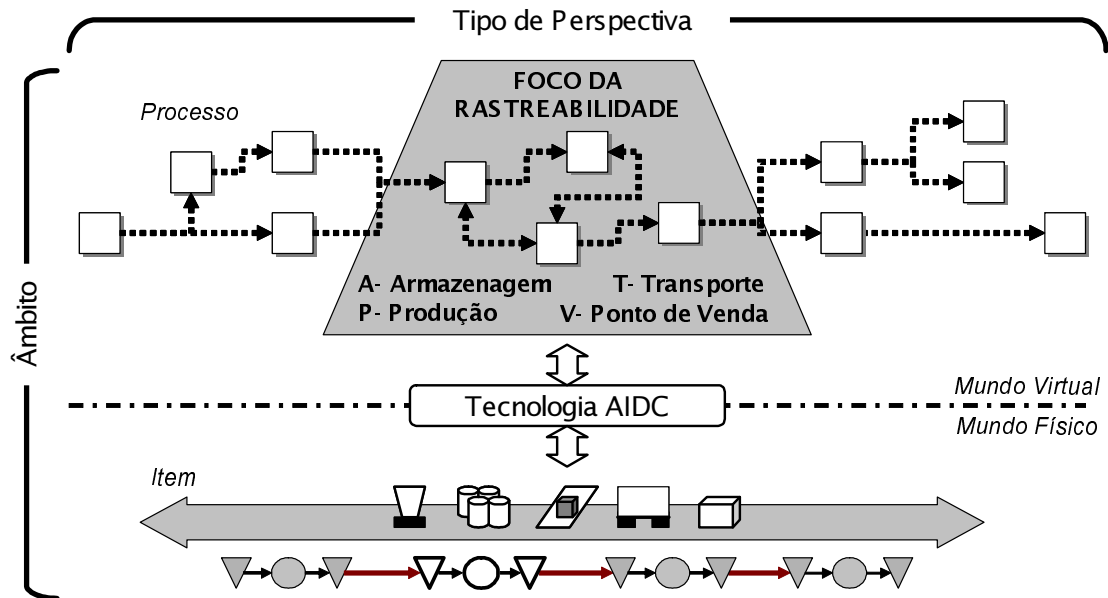 Tipo de Perspectiva
FOCO DA
RASTREABILIDADE
Processo
A- Armazenagem T- Transporte
P- Produção V- Ponto de Venda
Âmbito
Tecnologia AIDC
Mundo Virtual
Mundo Físico
Item